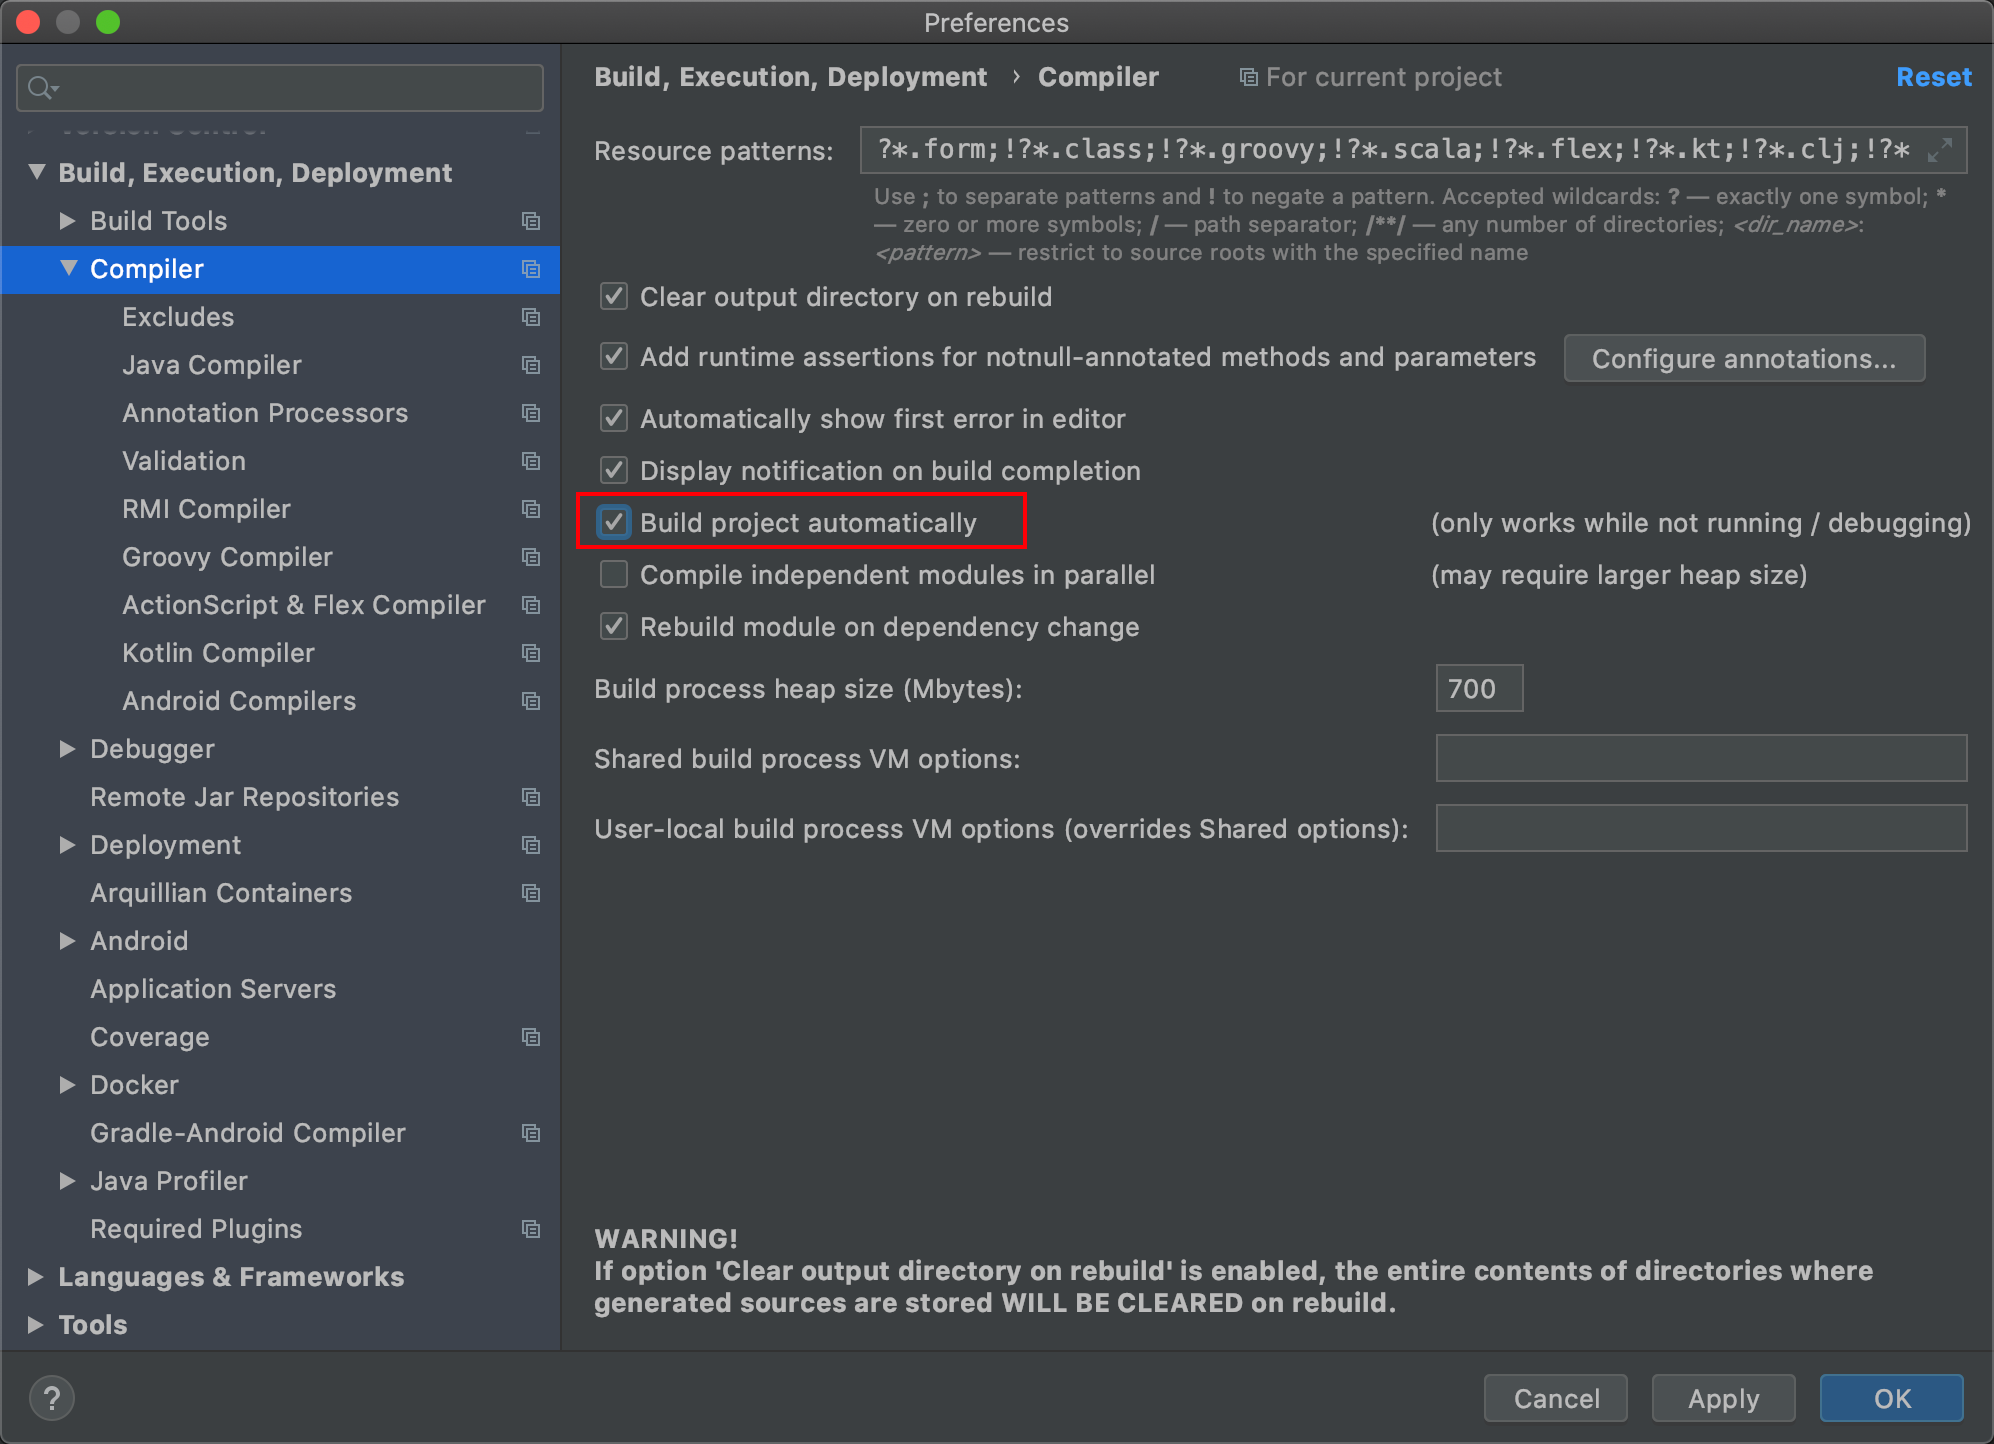 Preferences
Build, Execution, Deployment › Compiler For current project Reset
Build, Execution, Deployment
Build Tools
Compiler
Excludes
Java Compiler
Annotation Processors
Validation
RMI Compiler
Groovy Compiler
ActionScript & Flex Compiler
Kotlin Compiler
Android Compilers
Debugger
Remote Jar Repositories
Deployment
Arquillian Containers
Android
Application Servers
Coverage
Docker
Gradle-Android Compiler
Java Profiler
Required Plugins
Languages & Frameworks
Tools
Resource patterns: ?*.form;!?*.class;!?*.groovy;!?*.scala;!?*.flex;!?*.kt;!?*.clj;!?*
Use ; to separate patterns and ! to negate a pattern. Accepted wildcards: ? — exactly one symbol; *
— zero or more symbols; / — path separator; /**/ — any number of directories; <dir_name>:
<pattern> — restrict to source roots with the specified name
Clear output directory on rebuild
Add runtime assertions for notnull-annotated methods and parameters Configure annotations...
Automatically show first error in editor
Display notification on build completion
Build project automatically (only works while not running / debugging)
Compile independent modules in parallel (may require larger heap size)
Rebuild module on dependency change
Build process heap size (Mbytes): 700
Shared build process VM options:
User-local build process VM options (overrides Shared options):
WARNING!
If option 'Clear output directory on rebuild' is enabled, the entire contents of directories where
generated sources are stored WILL BE CLEARED on rebuild.
? Cancel Apply OK